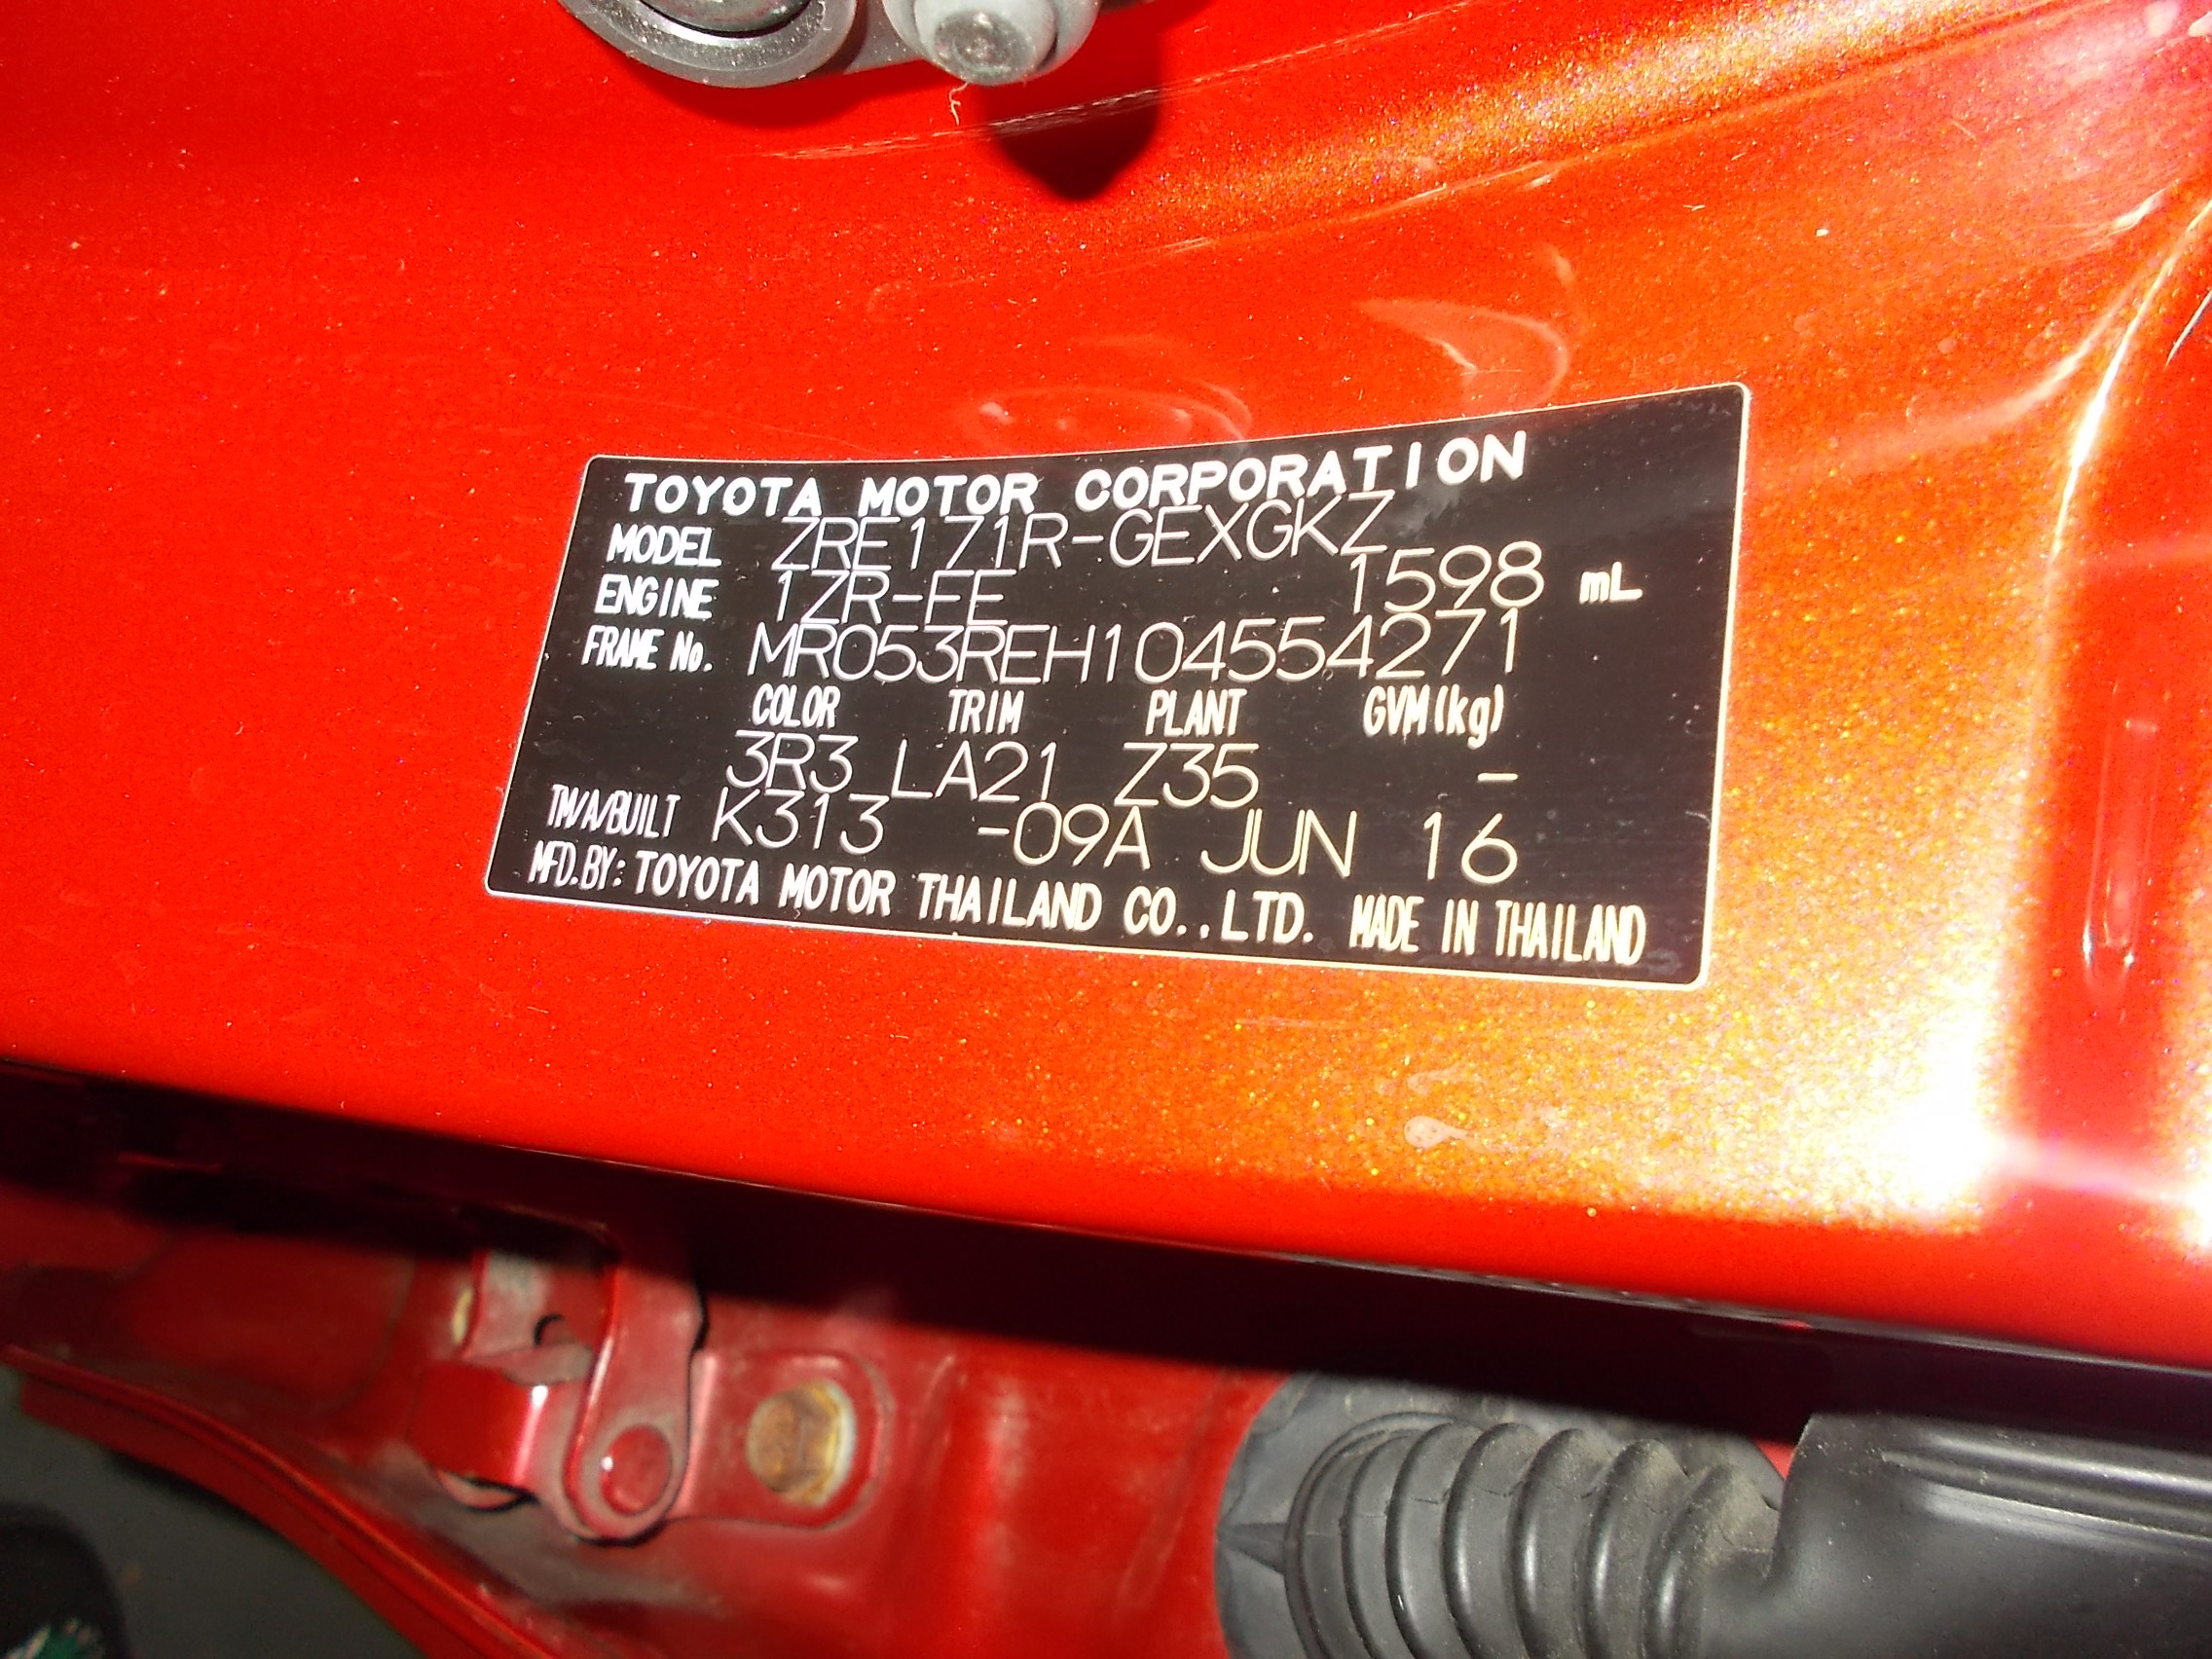 TOYOTA MOTOR CORPORATION
MODEL ZRE171R-GEXGKZ
ENGINE 1ZR-FE 1598 mL
FRAME No. MR053REH104554271
COLOR TRIM PLANT GVM(kg)
3R3 LA21 Z35 -
TM/A/BUILT K313 -09A JUN 16
MFD.BY: TOYOTA MOTOR THAILAND CO.,LTD. MADE IN THAILAND